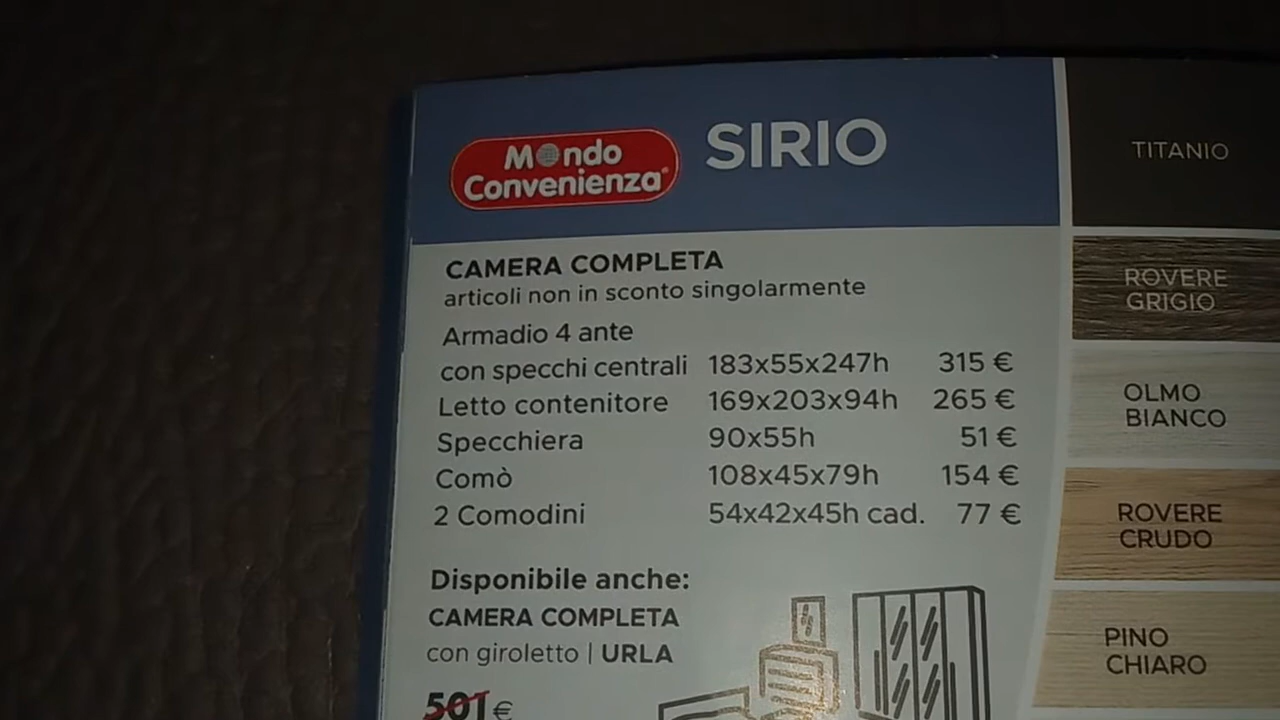 Mondo
Convenienza
SIRIO
CAMERA COMPLETA
articoli non in sconto singolarmente
Armadio 4 ante
con specchi centrali 183x55x247h 315 €
Letto contenitore 169x203x94h 265 €
Specchiera 90x55h 51 €
Comò 108x45x79h 154 €
2 Comodini 54x42x45h cad. 77 €
Disponibile anche:
CAMERA COMPLETA
con giroletto | URLA
501 €
TITANIO
ROVERE
GRIGIO
OLMO
BIANCO
ROVERE
CRUDO
PINO
CHIARO